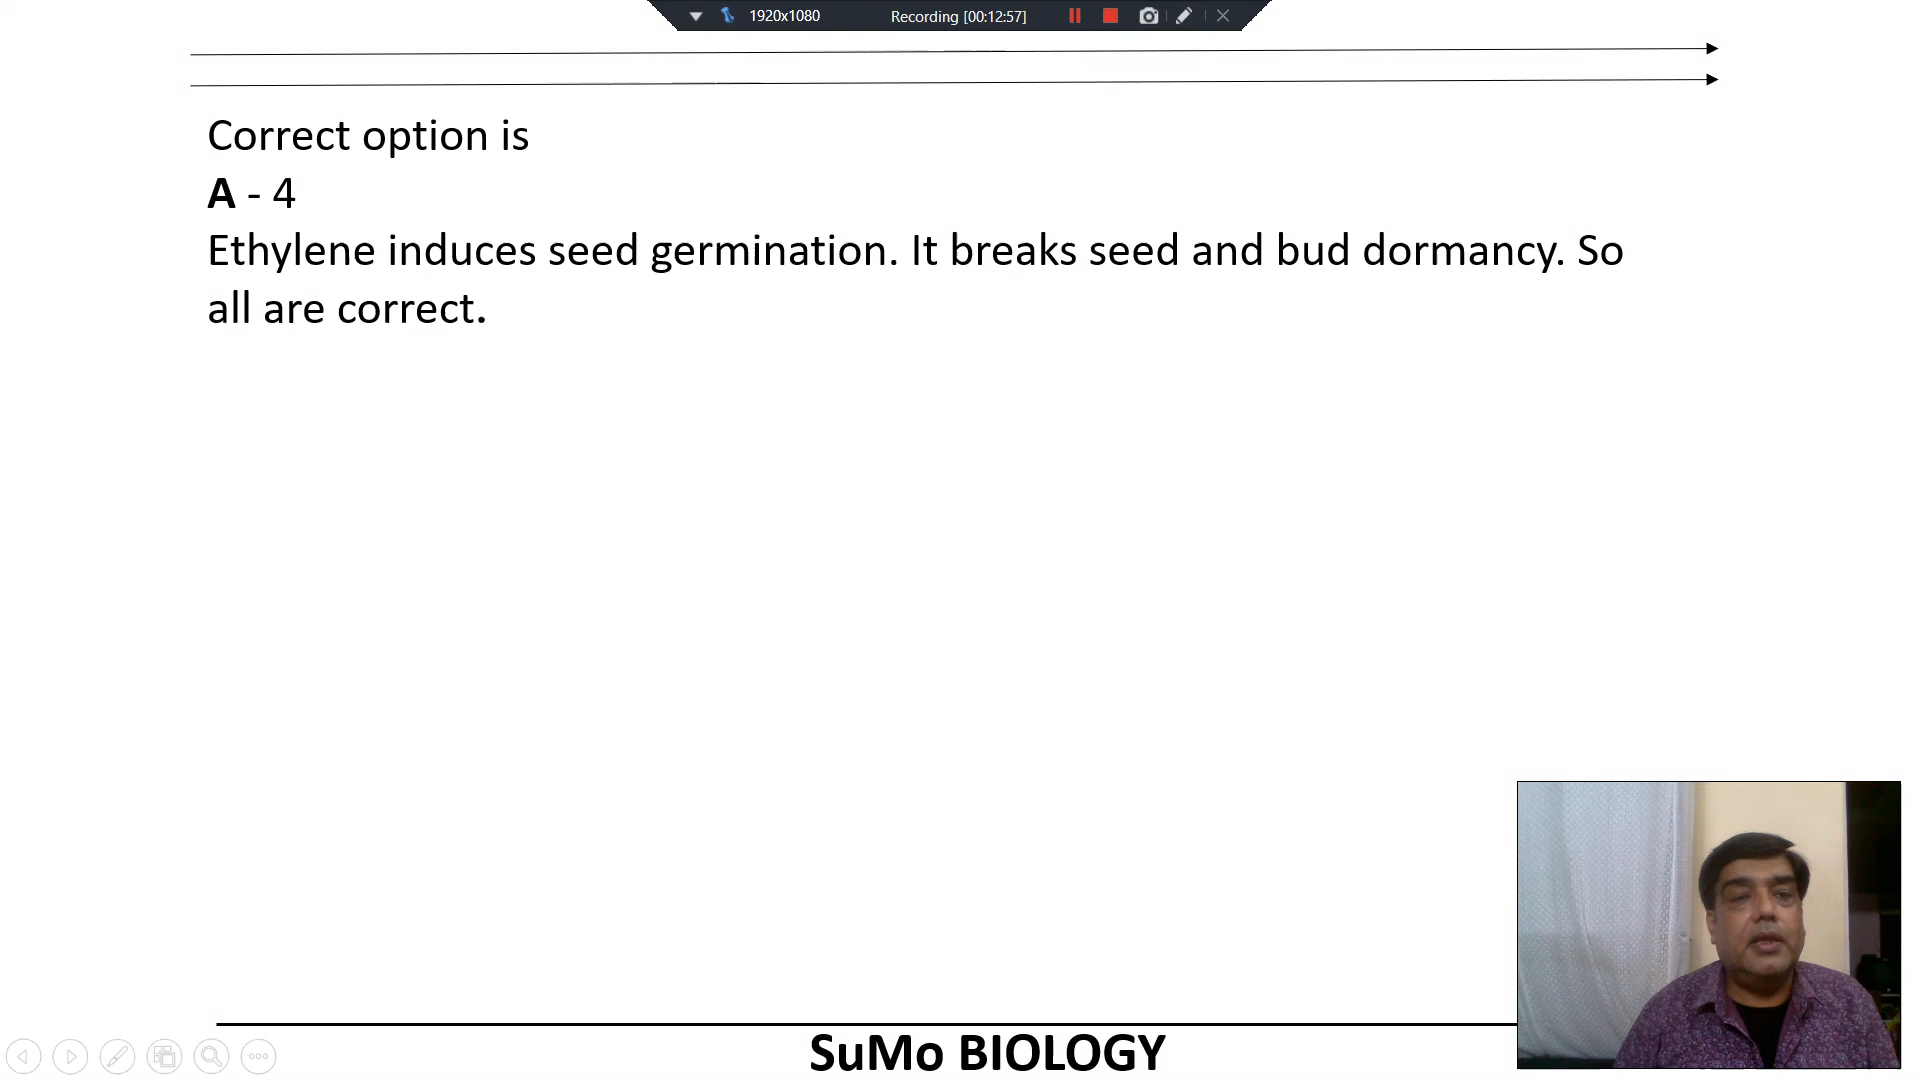 1920x1080 Recording [00:12:57]
Correct option is
A - 4
Ethylene induces seed germination. It breaks seed and bud dormancy. So
all are correct.
SuMo BIOLOGY